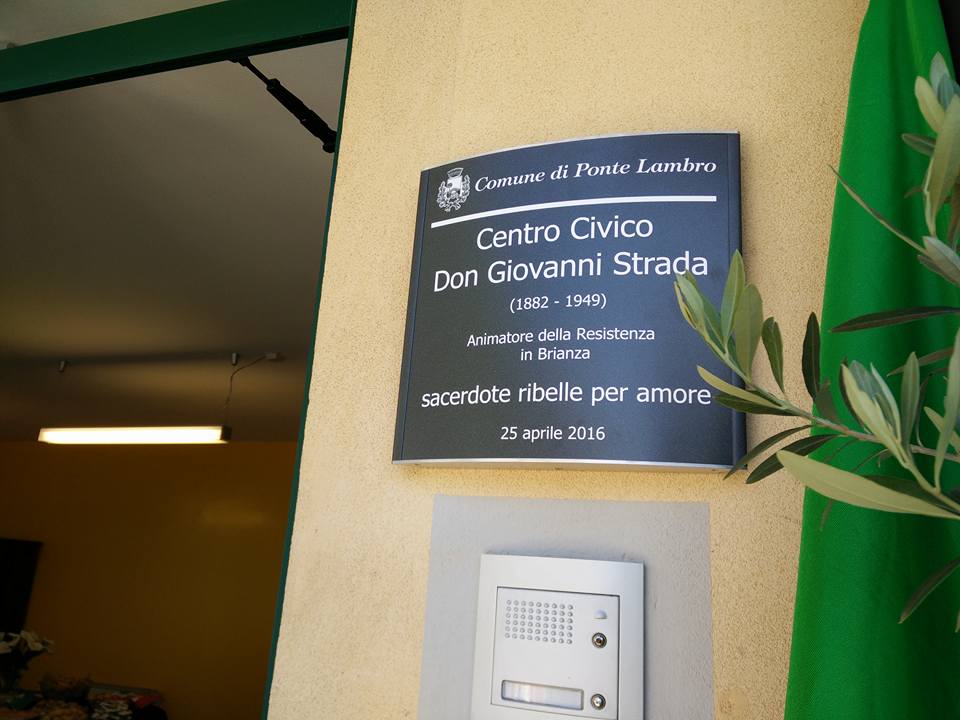 Comune di Ponte Lambro
Centro Civico
Don Giovanni Strada
(1882 - 1949)
Animatore della Resistenza
in Brianza
sacerdote ribelle per amore
25 aprile 2016